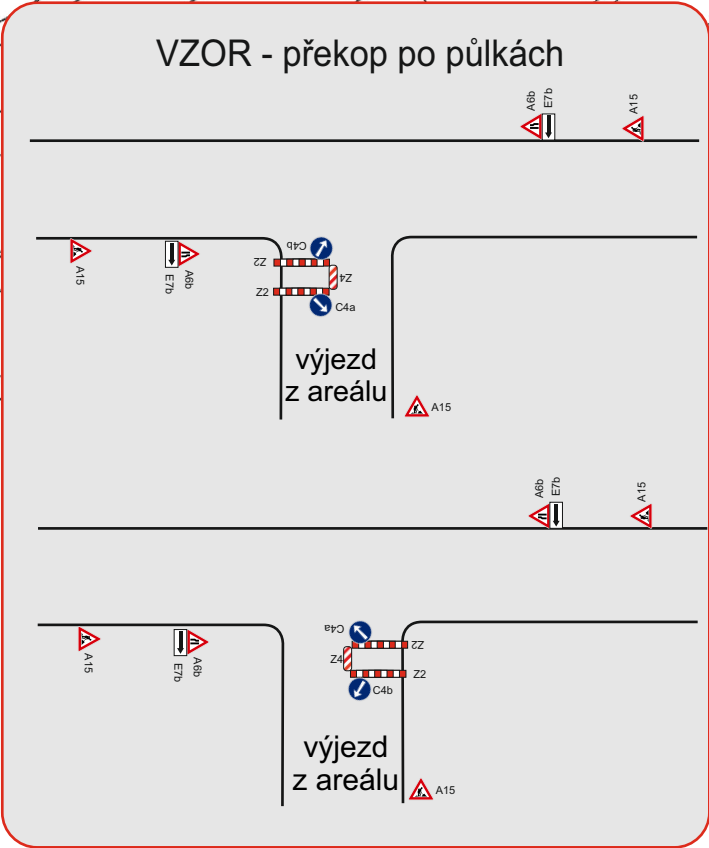 VZOR - překop po půlkách
A6b
E7b
A15
A15
E7b
A6b
C4b
Z2
Z4
Z2
C4a
výjezd
z areálu
A15
A6b
E7b
A15
A15
E7b
A6b
C4a
Z2
Z4
Z2
C4b
výjezd
z areálu
A15